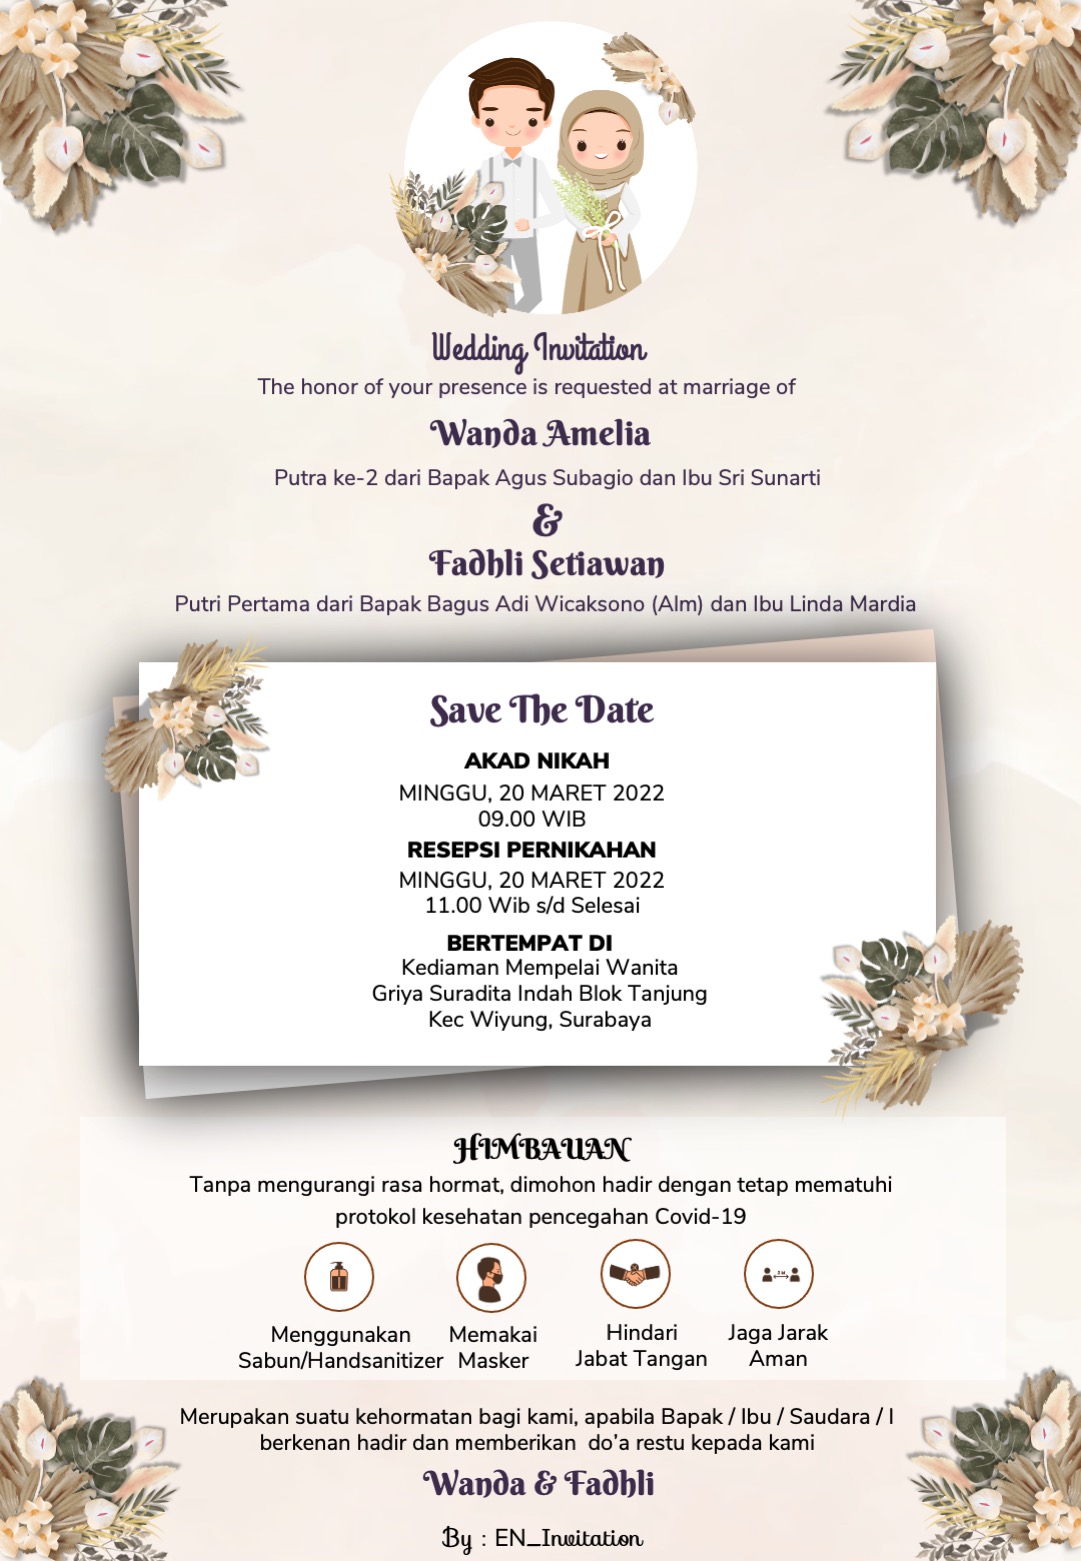 Wedding Invitation
The honor of your presence is requested at marriage of
Wanda Amelia
Putra ke-2 dari Bapak Agus Subagio dan Ibu Sri Sunarti
&
Fadhli Setiawan
Putri Pertama dari Bapak Bagus Adi Wicaksono (Alm) dan Ibu Linda Mardia
Save The Date
AKAD NIKAH
MINGGU, 20 MARET 2022
09.00 WIB
RESEPSI PERNIKAHAN
MINGGU, 20 MARET 2022
11.00 Wib s/d Selesai
BERTEMPAT DI
Kediaman Mempelai Wanita
Griya Suradita Indah Blok Tanjung
Kec Wiyung, Surabaya
HIMBAUAN
Tanpa mengurangi rasa hormat, dimohon hadir dengan tetap mematuhi
protokol kesehatan pencegahan Covid-19
Menggunakan
Sabun/Handsanitizer
Memakai
Masker
Hindari
Jabat Tangan
Jaga Jarak
Aman
Merupakan suatu kehormatan bagi kami, apabila Bapak / Ibu / Saudara / I
berkenan hadir dan memberikan do'a restu kepada kami
Wanda & Fadhli
By : EN_Invitation